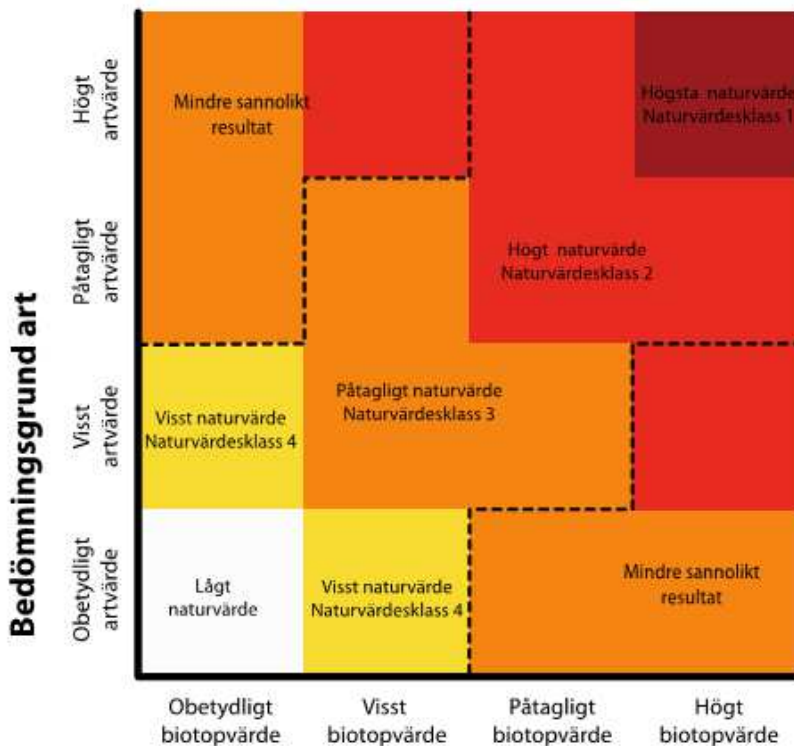 Bedömningsgrund art
Högt
artvärde
Påtagligt
artvärde
Visst
artvärde
Obetydligt
artvärde
Mindre sannolikt
resultat
Högsta naturvärde
Naturvärdesklass 1
Högt naturvärde
Naturvärdesklass 2
Påtagligt naturvärde
Naturvärdesklass 3
Visst naturvärde
Naturvärdesklass 4
Lågt
naturvärde
Visst naturvärde
Naturvärdesklass 4
Mindre sannolikt
resultat
Obetydligt
biotopvärde
Visst
biotopvärde
Påtagligt
biotopvärde
Högt
biotopvärde